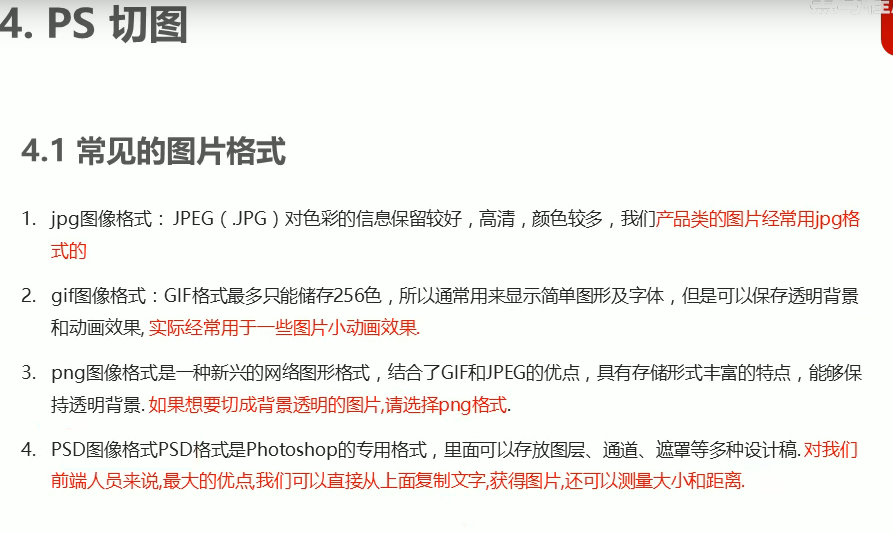 4. PS 切图
4.1 常见的图片格式
1. jpg图像格式： JPEG（.JPG）对色彩的信息保留较好，高清，颜色较多，我们产品类的图片经常用jpg格
式的
2. gif图像格式：GIF格式最多只能储存256色，所以通常用来显示简单图形及字体，但是可以保存透明背景
和动画效果, 实际经常用于一些图片小动画效果.
3. png图像格式是一种新兴的网络图形格式，结合了GIF和JPEG的优点，具有存储形式丰富的特点，能够保
持透明背景. 如果想要切成背景透明的图片,请选择png格式.
4. PSD图像格式PSD格式是Photoshop的专用格式，里面可以存放图层、通道、遮罩等多种设计稿. 对我们
前端人员来说,最大的优点,我们可以直接从上面复制文字,获得图片,还可以测量大小和距离.